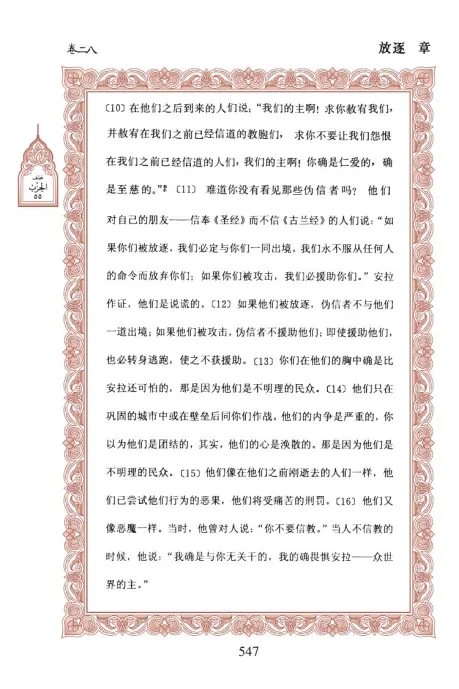 卷二八
放逐 章
(10) 在他们之后到来的人们说：“我们的主啊！求你赦有我们，
并赦宥在我们之前已经信道的教胞们， 求你不要让我们怨恨
在我们之前已经信道的人们，我们的主啊！你确是仁爱的，确
是至慈的。” (11) 难道你没有看见那些伪信者吗？ 他们
对自己的朋友——信奉《圣经》而不信《古兰经》的人们说：“如
果你们被放逐，我们必定与你们一同出境，我们永不服从任何人
的命令而放弃你们；如果你们被攻击，我们必援助你们。”安拉
作证，他们是说谎的。(12) 如果他们被放逐，伪信者不与他们
一道出境；如果他们被攻击，伪信者不援助他们；即使援助他们，
也必转身逃跑，使之不获援助。(13) 你们在他们的胸中确是比
安拉还可怕的，那是因为他们是不明理的民众。(14) 他们只在
巩固的城市中或在壁垒后同你们作战。他们的内争是严重的，你
以为他们是团结的，其实，他们的心是涣散的。那是因为他们是
不明理的民众。(15) 他们像在他们之前刚逝去的人们一样，他
们已尝试他们行为的恶果，他们将受痛苦的刑罚。(16) 他们又
像恶魔一样。当时，他曾对人说：“你不要信教。”当人不信教的
时候，他说：“我确是与你无关干的，我的确畏惧安拉——众世
界的主。”
نصف
الحزب
٥٥
547